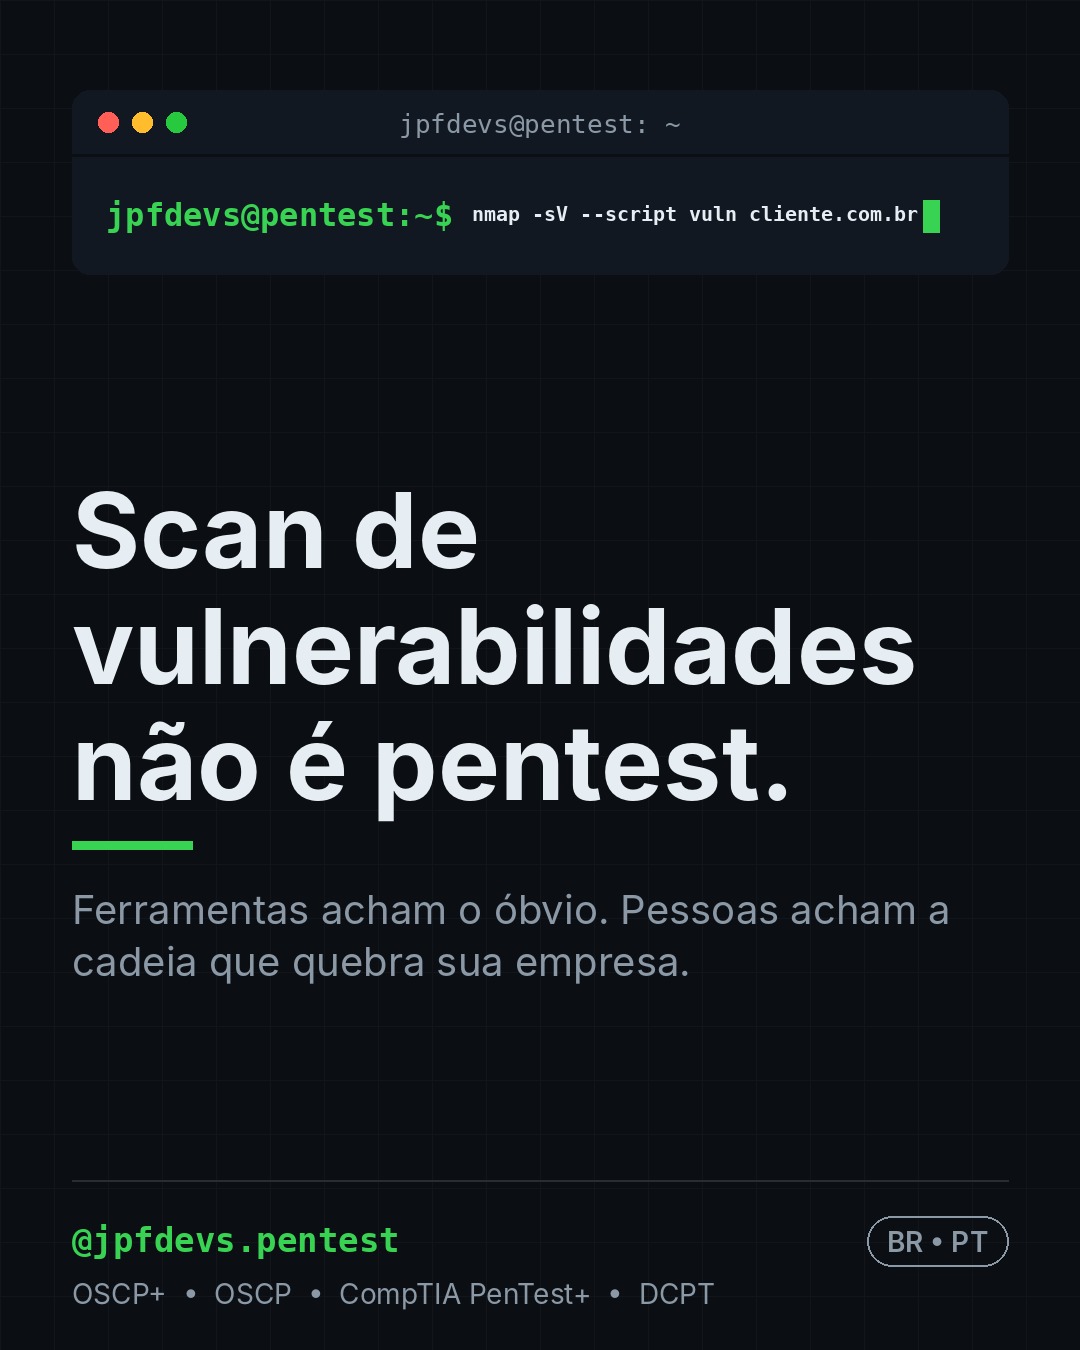 jpfdevs@pentest: ~
jpfdevs@pentest:~$ nmap -sV --script vuln cliente.com.br
Scan de
vulnerabilidades
não é pentest.
Ferramentas acham o óbvio. Pessoas acham a
cadeia que quebra sua empresa.
@jpfdevs.pentest
BR • PT
OSCP+ • OSCP • CompTIA PenTest+ • DCPT